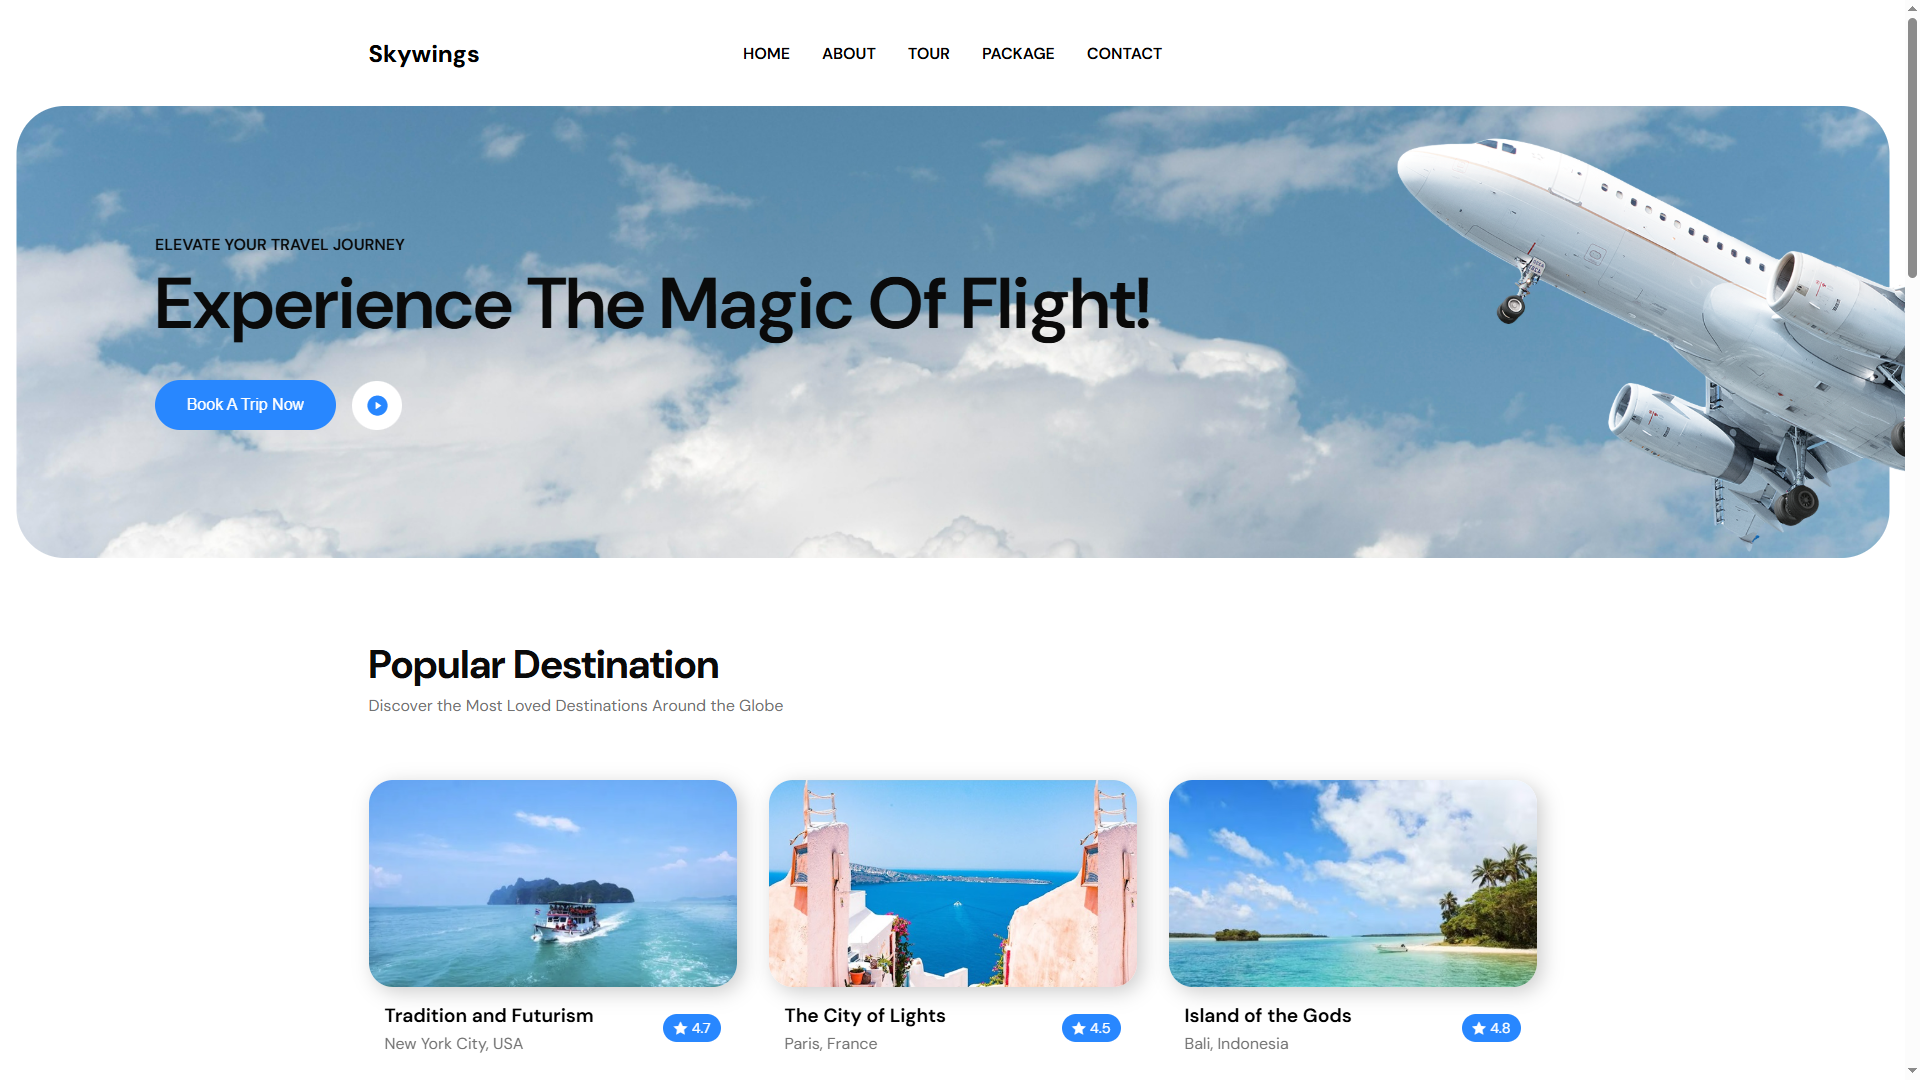 Skywings
HOME ABOUT TOUR PACKAGE CONTACT
ELEVATE YOUR TRAVEL JOURNEY
Experience The Magic Of Flight!
Book A Trip Now
Popular Destination
Discover the Most Loved Destinations Around the Globe
Tradition and Futurism
New York City, USA
4.7
The City of Lights
Paris, France
4.5
Island of the Gods
Bali, Indonesia
4.8